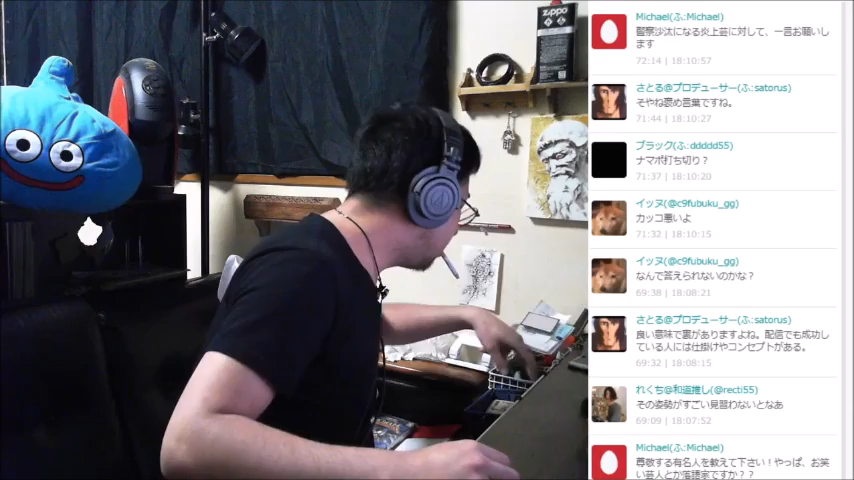 zippo
Michael(ふ:Michael)
警察沙汰になる炎上芸に対して、一言お願いし
ます
72:14 | 18:10:57
さとる@プロデューサー(ふ:satorus)
そやね褒め言葉ですね。
71:44 | 18:10:27
ブラック(ふ:ddddd55)
ナマポ打ち切り？
71:37 | 18:10:20
イッヌ(@c9fubuku_gg)
カッコ悪いよ
71:32 | 18:10:15
イッヌ(@c9fubuku_gg)
なんで答えられないのかな？
69:38 | 18:08:21
さとる@プロデューサー(ふ:satorus)
良い意味で裏がありますよね。配信でも成功し
ている人には仕掛けやコンセプトがある。
69:32 | 18:08:15
れくち@和道推し(@recti55)
その姿勢がすごい見習わないとなあ
69:09 | 18:07:52
Michael(ふ:Michael)
尊敬する有名人を教えて下さい！やっぱ、お笑
い芸人とか落語家ですか？？